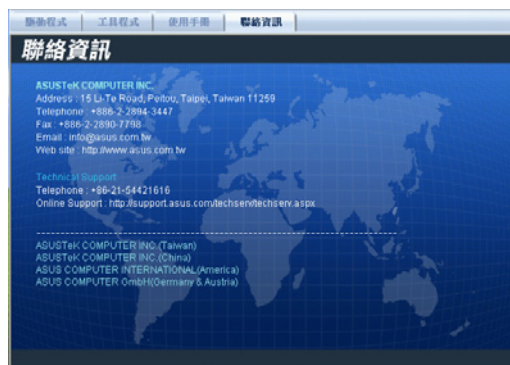 驅動程式 工具程式 使用手冊 聯絡資訊
聯絡資訊
ASUSTeK COMPUTER INC.
Address : 15 Li-Te Road, Peitou, Taipei, Taiwan 11259
Telephone : +886-2-2894-3447
Fax : +886-2-2890-7798
Email : info@asus.com.tw
Web site : http://www.asus.com.tw
Technical Support
Telephone : +86-21-54421616
Online Support : http://support.asus.com/techserv/techserv.aspx
ASUSTeK COMPUTER INC.(Taiwan)
ASUSTeK COMPUTER INC.(China)
ASUS COMPUTER INTERNATIONAL(America)
ASUS COMPUTER GmbH(Germany & Austria)